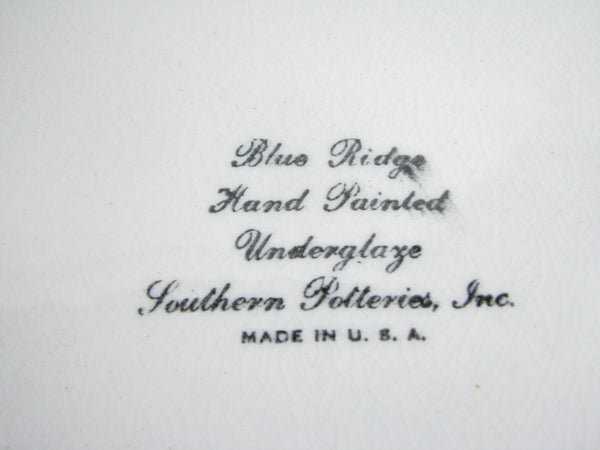 Blue Ridge
Hand Painted
Underglaze
Southern Potteries, Inc.
MADE IN U. S. A.